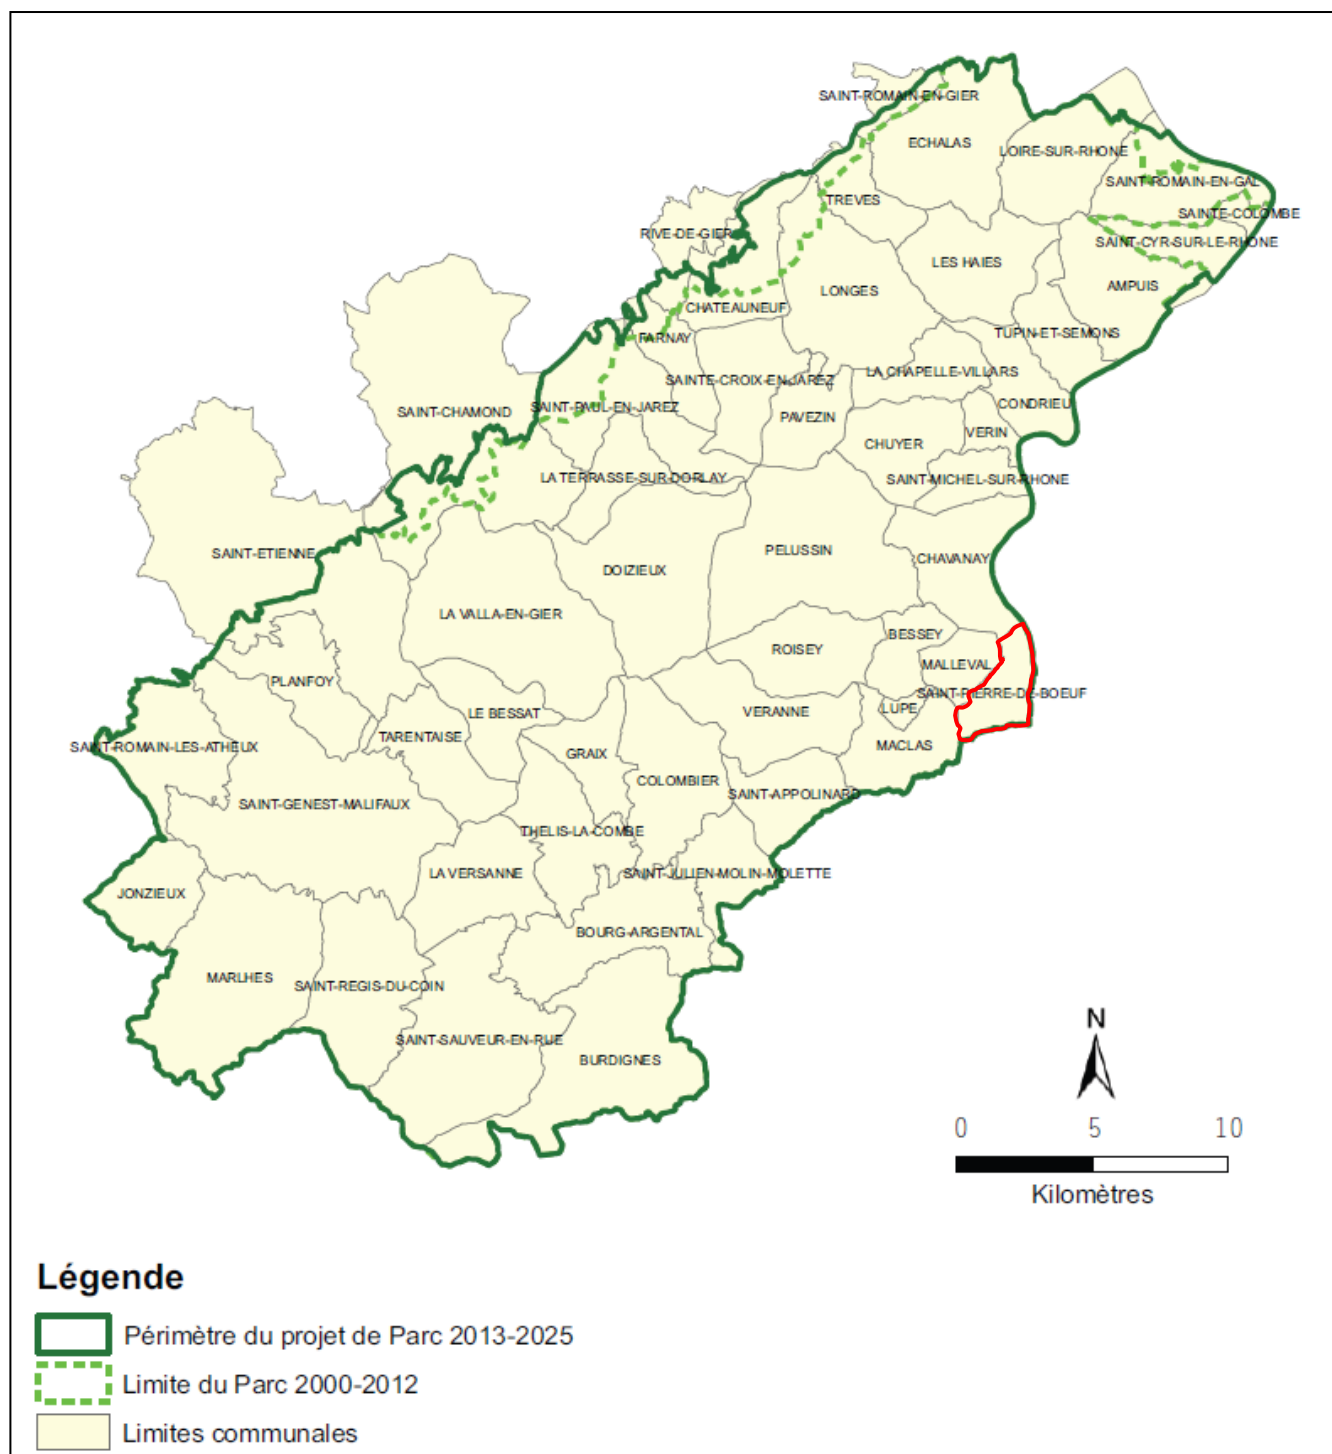 SAINT-ROMAIN-EN-GIER
ECHALAS
LOIRE-SUR-RHONE
SAINT-ROMAIN-EN-GAL
TREVES
SAINTE-COLOMBE
RIVE-DE-GIER
SAINT-CYR-SUR-LE-RHONE
LES HAIES
AMPUIS
LONGES
CHATEAUNEUF
TUPIN-ET-SEMONS
FARNAY
LA CHAPELLE-VILLARS
SAINTE-CROIX-EN-JAREZ
CONDRIEU
SAINT-PAUL-EN-JAREZ
SAINT-CHAMOND
PAVEZIN
VERIN
CHUYER
LA TERRASSE-SUR-DORLAY
SAINT-MICHEL-SUR-RHONE
SAINT-ETIENNE
PELUSSIN
CHAVANAY
DOIZIEUX
LA VALLA-EN-GIER
BESSEY
ROISEY
MALLEVAL
PLANFOY
SAINT-PIERRE-DE-BOEUF
LUPE
LE BESSAT
VERANNE
TARENTAISE
SAINT-ROMAIN-LES-ATHEUX
MACLAS
GRAIX
COLOMBIER
SAINT-APPOLINARD
SAINT-GENEST-MALIFAUX
THELIS-LA-COMBE
LA VERSANNE
SAINT-JULIEN-MOLIN-MOLETTE
JONZIEUX
BOURG-ARGENTAL
MARLHES
SAINT-REGIS-DU-COIN
SAINT-SAUVEUR-EN-RUE
BURDIGNES
N
0 5 10
Kilomètres
Légende
Périmètre du projet de Parc 2013-2025
Limite du Parc 2000-2012
Limites communales